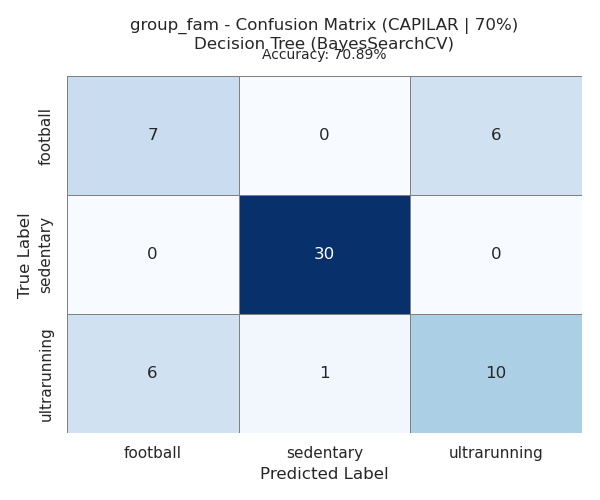 group_fam - Confusion Matrix (CAPILAR | 70%)
Decision Tree (BayesSearchCV)
Accuracy: 70.89%
True Label
football
7 0 6
sedentary
0 30 0
ultrarunning
6 1 10
football sedentary ultrarunning
Predicted Label